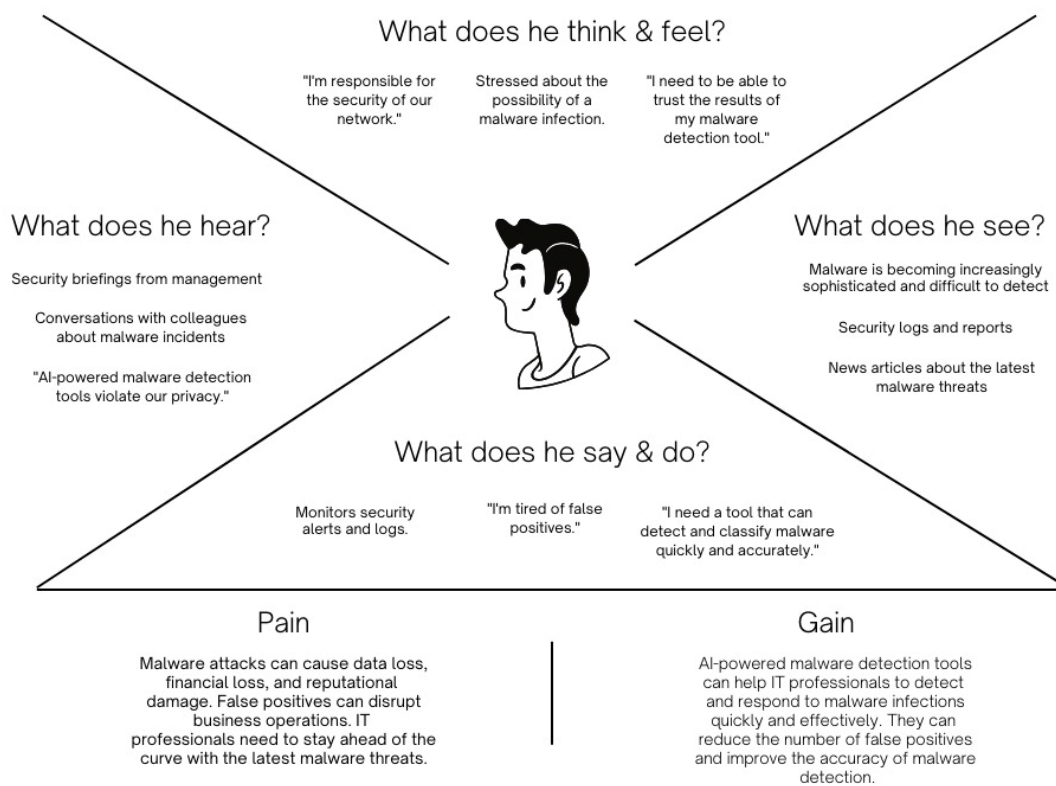 What does he think & feel?
"I'm responsible for
the security of our
network."
Stressed about the
possibility of a
malware infection.
"I need to be able to
trust the results of
my malware
detection tool."
What does he hear?
Security briefings from management
Conversations with colleagues
about malware incidents
"AI-powered malware detection
tools violate our privacy."
What does he see?
Malware is becoming increasingly
sophisticated and difficult to detect
Security logs and reports
News articles about the latest
malware threats
What does he say & do?
Monitors security
alerts and logs.
"I'm tired of false
positives."
"I need a tool that can
detect and classify malware
quickly and accurately."
Pain
Malware attacks can cause data loss,
financial loss, and reputational
damage. False positives can disrupt
business operations. IT
professionals need to stay ahead of the
curve with the latest malware threats.
Gain
AI-powered malware detection tools
can help IT professionals to detect
and respond to malware infections
quickly and effectively. They can
reduce the number of false positives
and improve the accuracy of malware
detection.